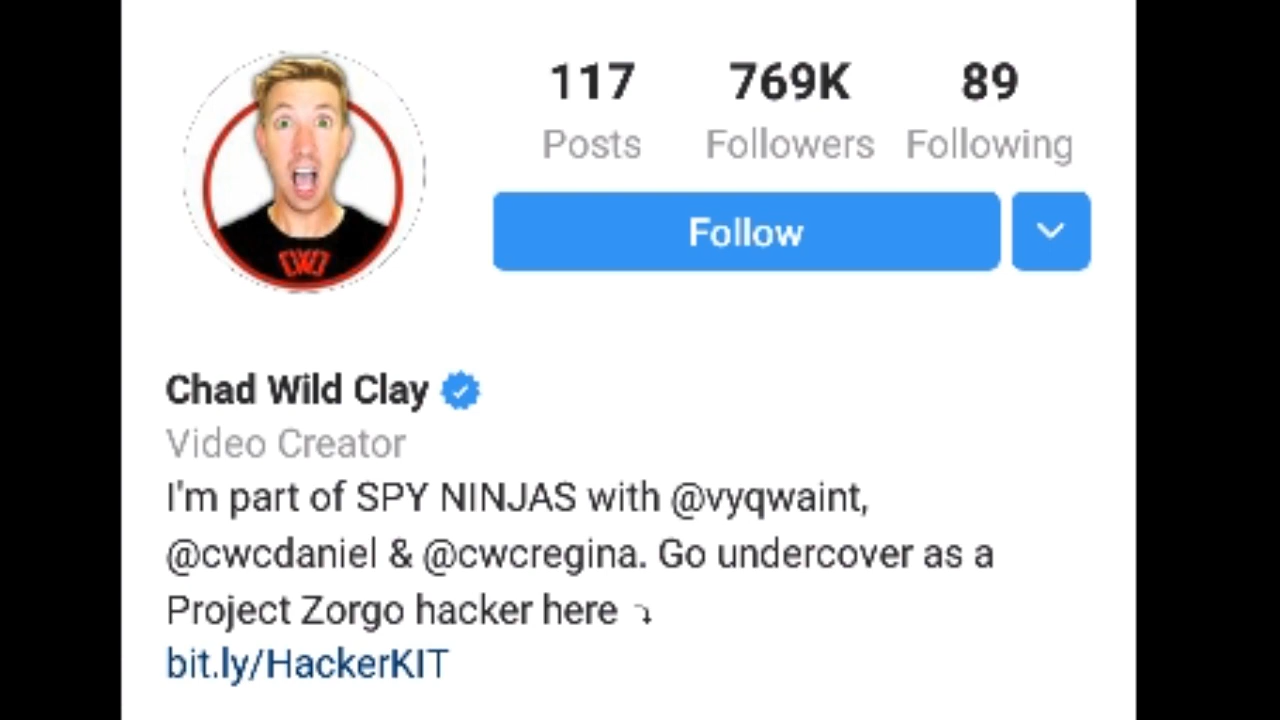 117 769K 89
Posts Followers Following
Follow
CWC
Chad Wild Clay
Video Creator
I'm part of SPY NINJAS with @vyqwaint,
@cwcdaniel & @cwcregina. Go undercover as a
Project Zorgo hacker here ⤵
bit.ly/HackerKIT